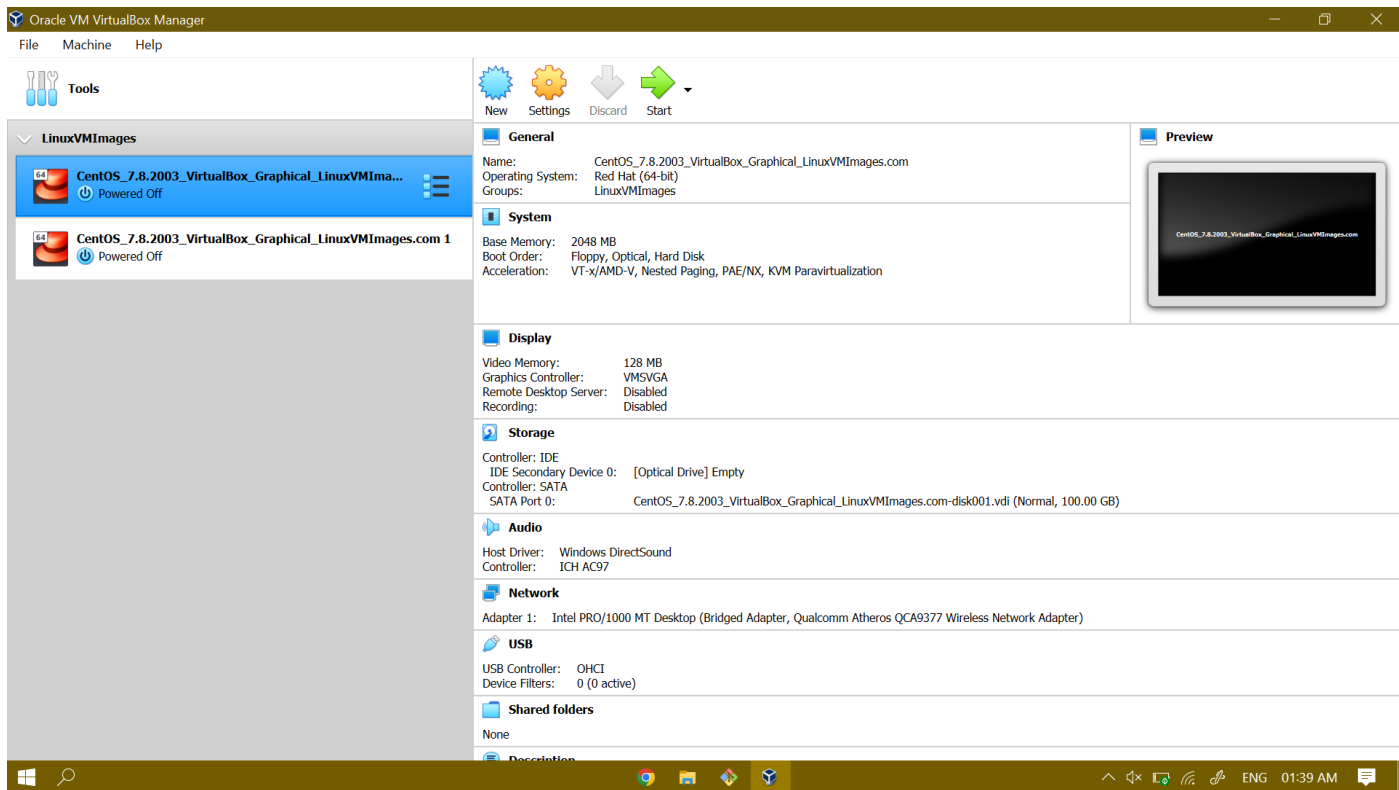 Oracle VM VirtualBox Manager
File Machine Help
Tools
New Settings Discard Start
LinuxVMImages
64
CentOS_7.8.2003_VirtualBox_Graphical_LinuxVMIma...
Powered Off
64
CentOS_7.8.2003_VirtualBox_Graphical_LinuxVMImages.com 1
Powered Off
General
Name: CentOS_7.8.2003_VirtualBox_Graphical_LinuxVMImages.com
Operating System: Red Hat (64-bit)
Groups: LinuxVMImages
System
Base Memory: 2048 MB
Boot Order: Floppy, Optical, Hard Disk
Acceleration: VT-x/AMD-V, Nested Paging, PAE/NX, KVM Paravirtualization
Preview
CentOS_7.8.2003_VirtualBox_Graphical_LinuxVMImages.com
Display
Video Memory: 128 MB
Graphics Controller: VMSVGA
Remote Desktop Server: Disabled
Recording: Disabled
Storage
Controller: IDE
IDE Secondary Device 0: [Optical Drive] Empty
Controller: SATA
SATA Port 0: CentOS_7.8.2003_VirtualBox_Graphical_LinuxVMImages.com-disk001.vdi (Normal, 100.00 GB)
Audio
Host Driver: Windows DirectSound
Controller: ICH AC97
Network
Adapter 1: Intel PRO/1000 MT Desktop (Bridged Adapter, Qualcomm Atheros QCA9377 Wireless Network Adapter)
USB
USB Controller: OHCI
Device Filters: 0 (0 active)
Shared folders
None
Description
ENG 01:39 AM